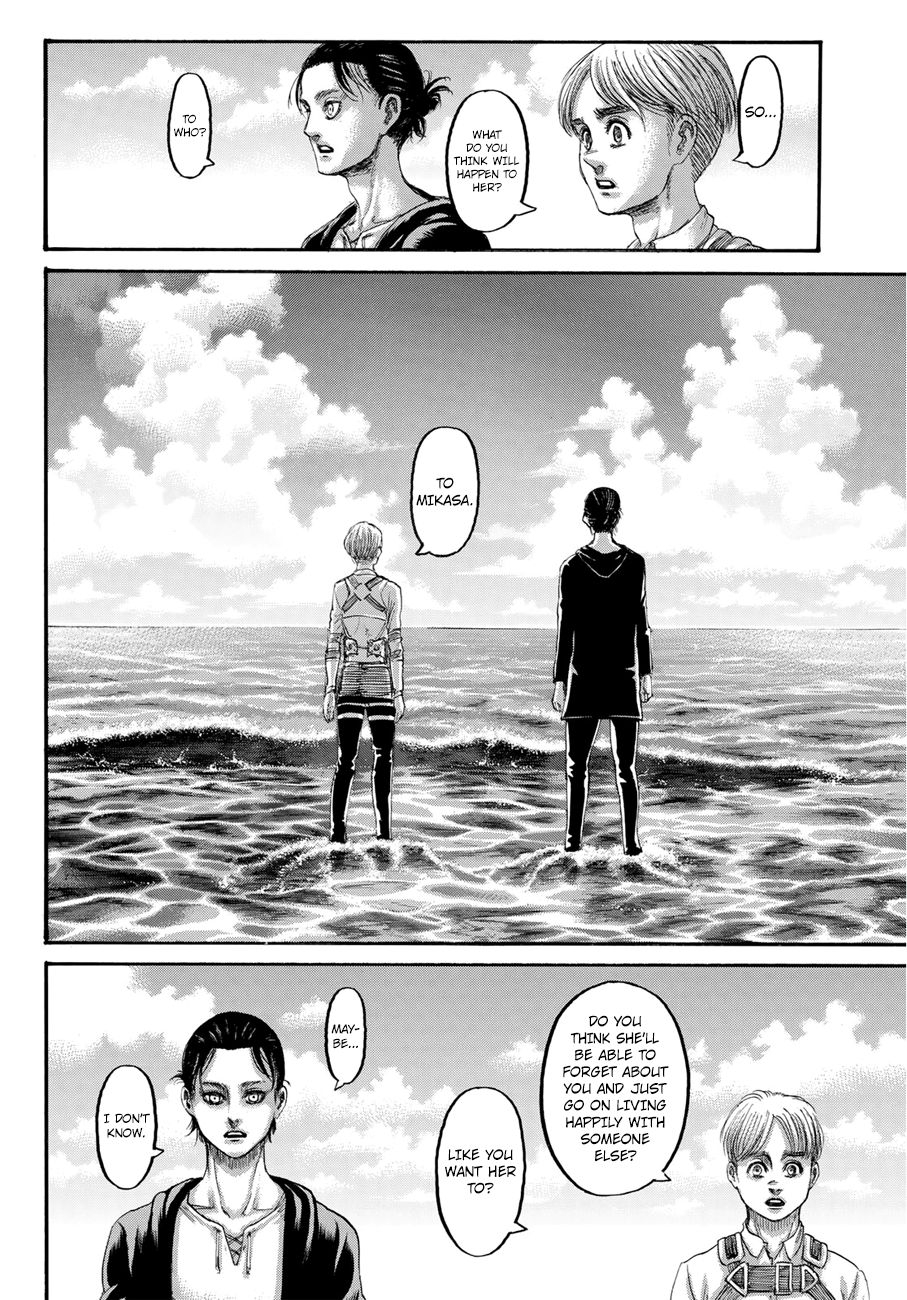 SO...
WHAT
DO YOU
THINK WILL
HAPPEN TO
HER?
TO
WHO?
TO
MIKASA.
DO YOU
THINK SHE'LL
BE ABLE TO
FORGET ABOUT
YOU AND JUST
GO ON LIVING
HAPPILY WITH
SOMEONE
ELSE?
LIKE YOU
WANT HER
TO?
MAY-
BE...
I DON'T
KNOW.